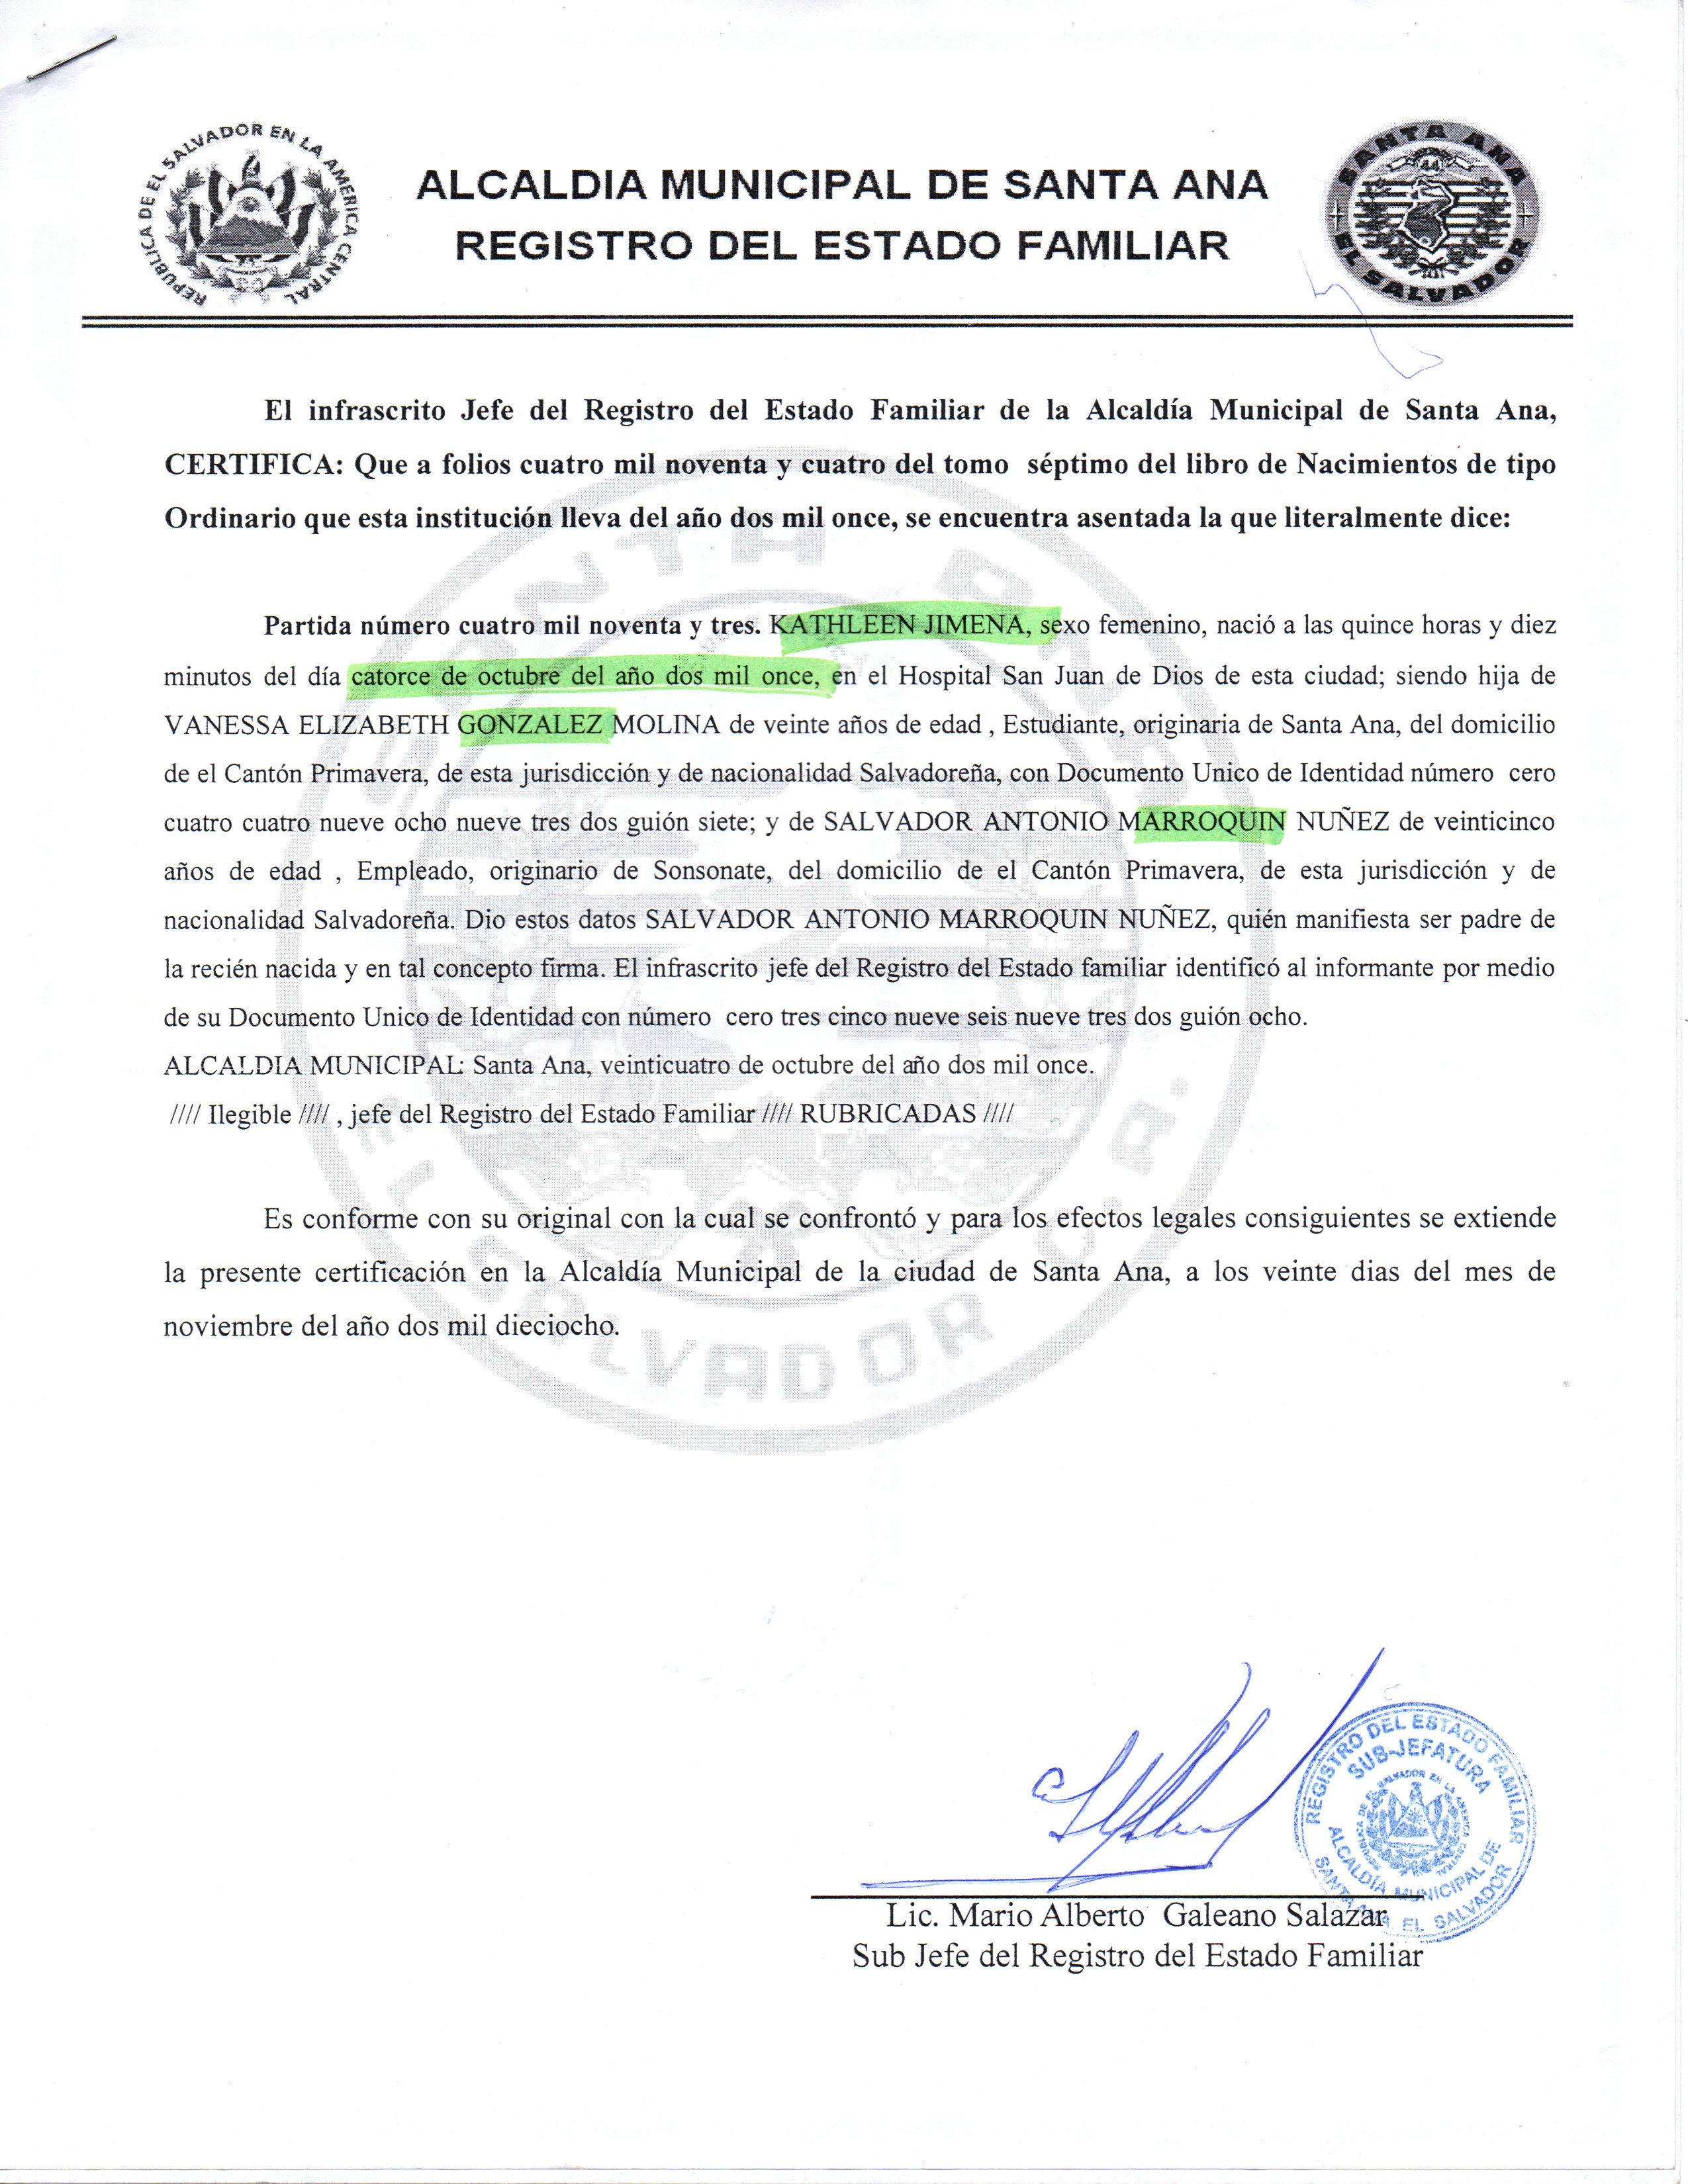 REPUBLICA DE EL SALVADOR EN LA AMERICA CENTRAL
ALCALDIA MUNICIPAL DE SANTA ANA
REGISTRO DEL ESTADO FAMILIAR
SANTA ANA
44
EL SALVADOR
El infrascrito Jefe del Registro del Estado Familiar de la Alcaldía Municipal de Santa Ana,
CERTIFICA: Que a folios cuatro mil noventa y cuatro del tomo séptimo del libro de Nacimientos de tipo
Ordinario que esta institución lleva del año dos mil once, se encuentra asentada la que literalmente dice:
Partida número cuatro mil noventa y tres. KATHLEEN JIMENA, sexo femenino, nació a las quince horas y diez
minutos del día catorce de octubre del año dos mil once, en el Hospital San Juan de Dios de esta ciudad; siendo hija de
VANESSA ELIZABETH GONZALEZ MOLINA de veinte años de edad , Estudiante, originaria de Santa Ana, del domicilio
de el Cantón Primavera, de esta jurisdicción y de nacionalidad Salvadoreña, con Documento Unico de Identidad número cero
cuatro cuatro nueve ocho nueve tres dos guión siete; y de SALVADOR ANTONIO MARROQUIN NUÑEZ de veinticinco
años de edad , Empleado, originario de Sonsonate, del domicilio de el Cantón Primavera, de esta jurisdicción y de
nacionalidad Salvadoreña. Dio estos datos SALVADOR ANTONIO MARROQUIN NUÑEZ, quién manifiesta ser padre de
la recién nacida y en tal concepto firma. El infrascrito jefe del Registro del Estado familiar identificó al informante por medio
de su Documento Unico de Identidad con número cero tres cinco nueve seis nueve tres dos guión ocho.
ALCALDIA MUNICIPAL: Santa Ana, veinticuatro de octubre del año dos mil once.
//// Ilegible //// , jefe del Registro del Estado Familiar //// RUBRICADAS ////
Es conforme con su original con la cual se confrontó y para los efectos legales consiguientes se extiende
la presente certificación en la Alcaldía Municipal de la ciudad de Santa Ana, a los veinte dias del mes de
noviembre del año dos mil dieciocho.
SANTA ANA
EL SALVADOR C.A.
REGISTRO DEL ESTADO FAMILIAR
SUB-JEFATURA
REPUBLICA DE EL SALVADOR EN LA AMERICA CENTRAL
ALCALDÍA MUNICIPAL DE
SANTA ANA EL SALVADOR
Lic. Mario Alberto Galeano Salazar
Sub Jefe del Registro del Estado Familiar